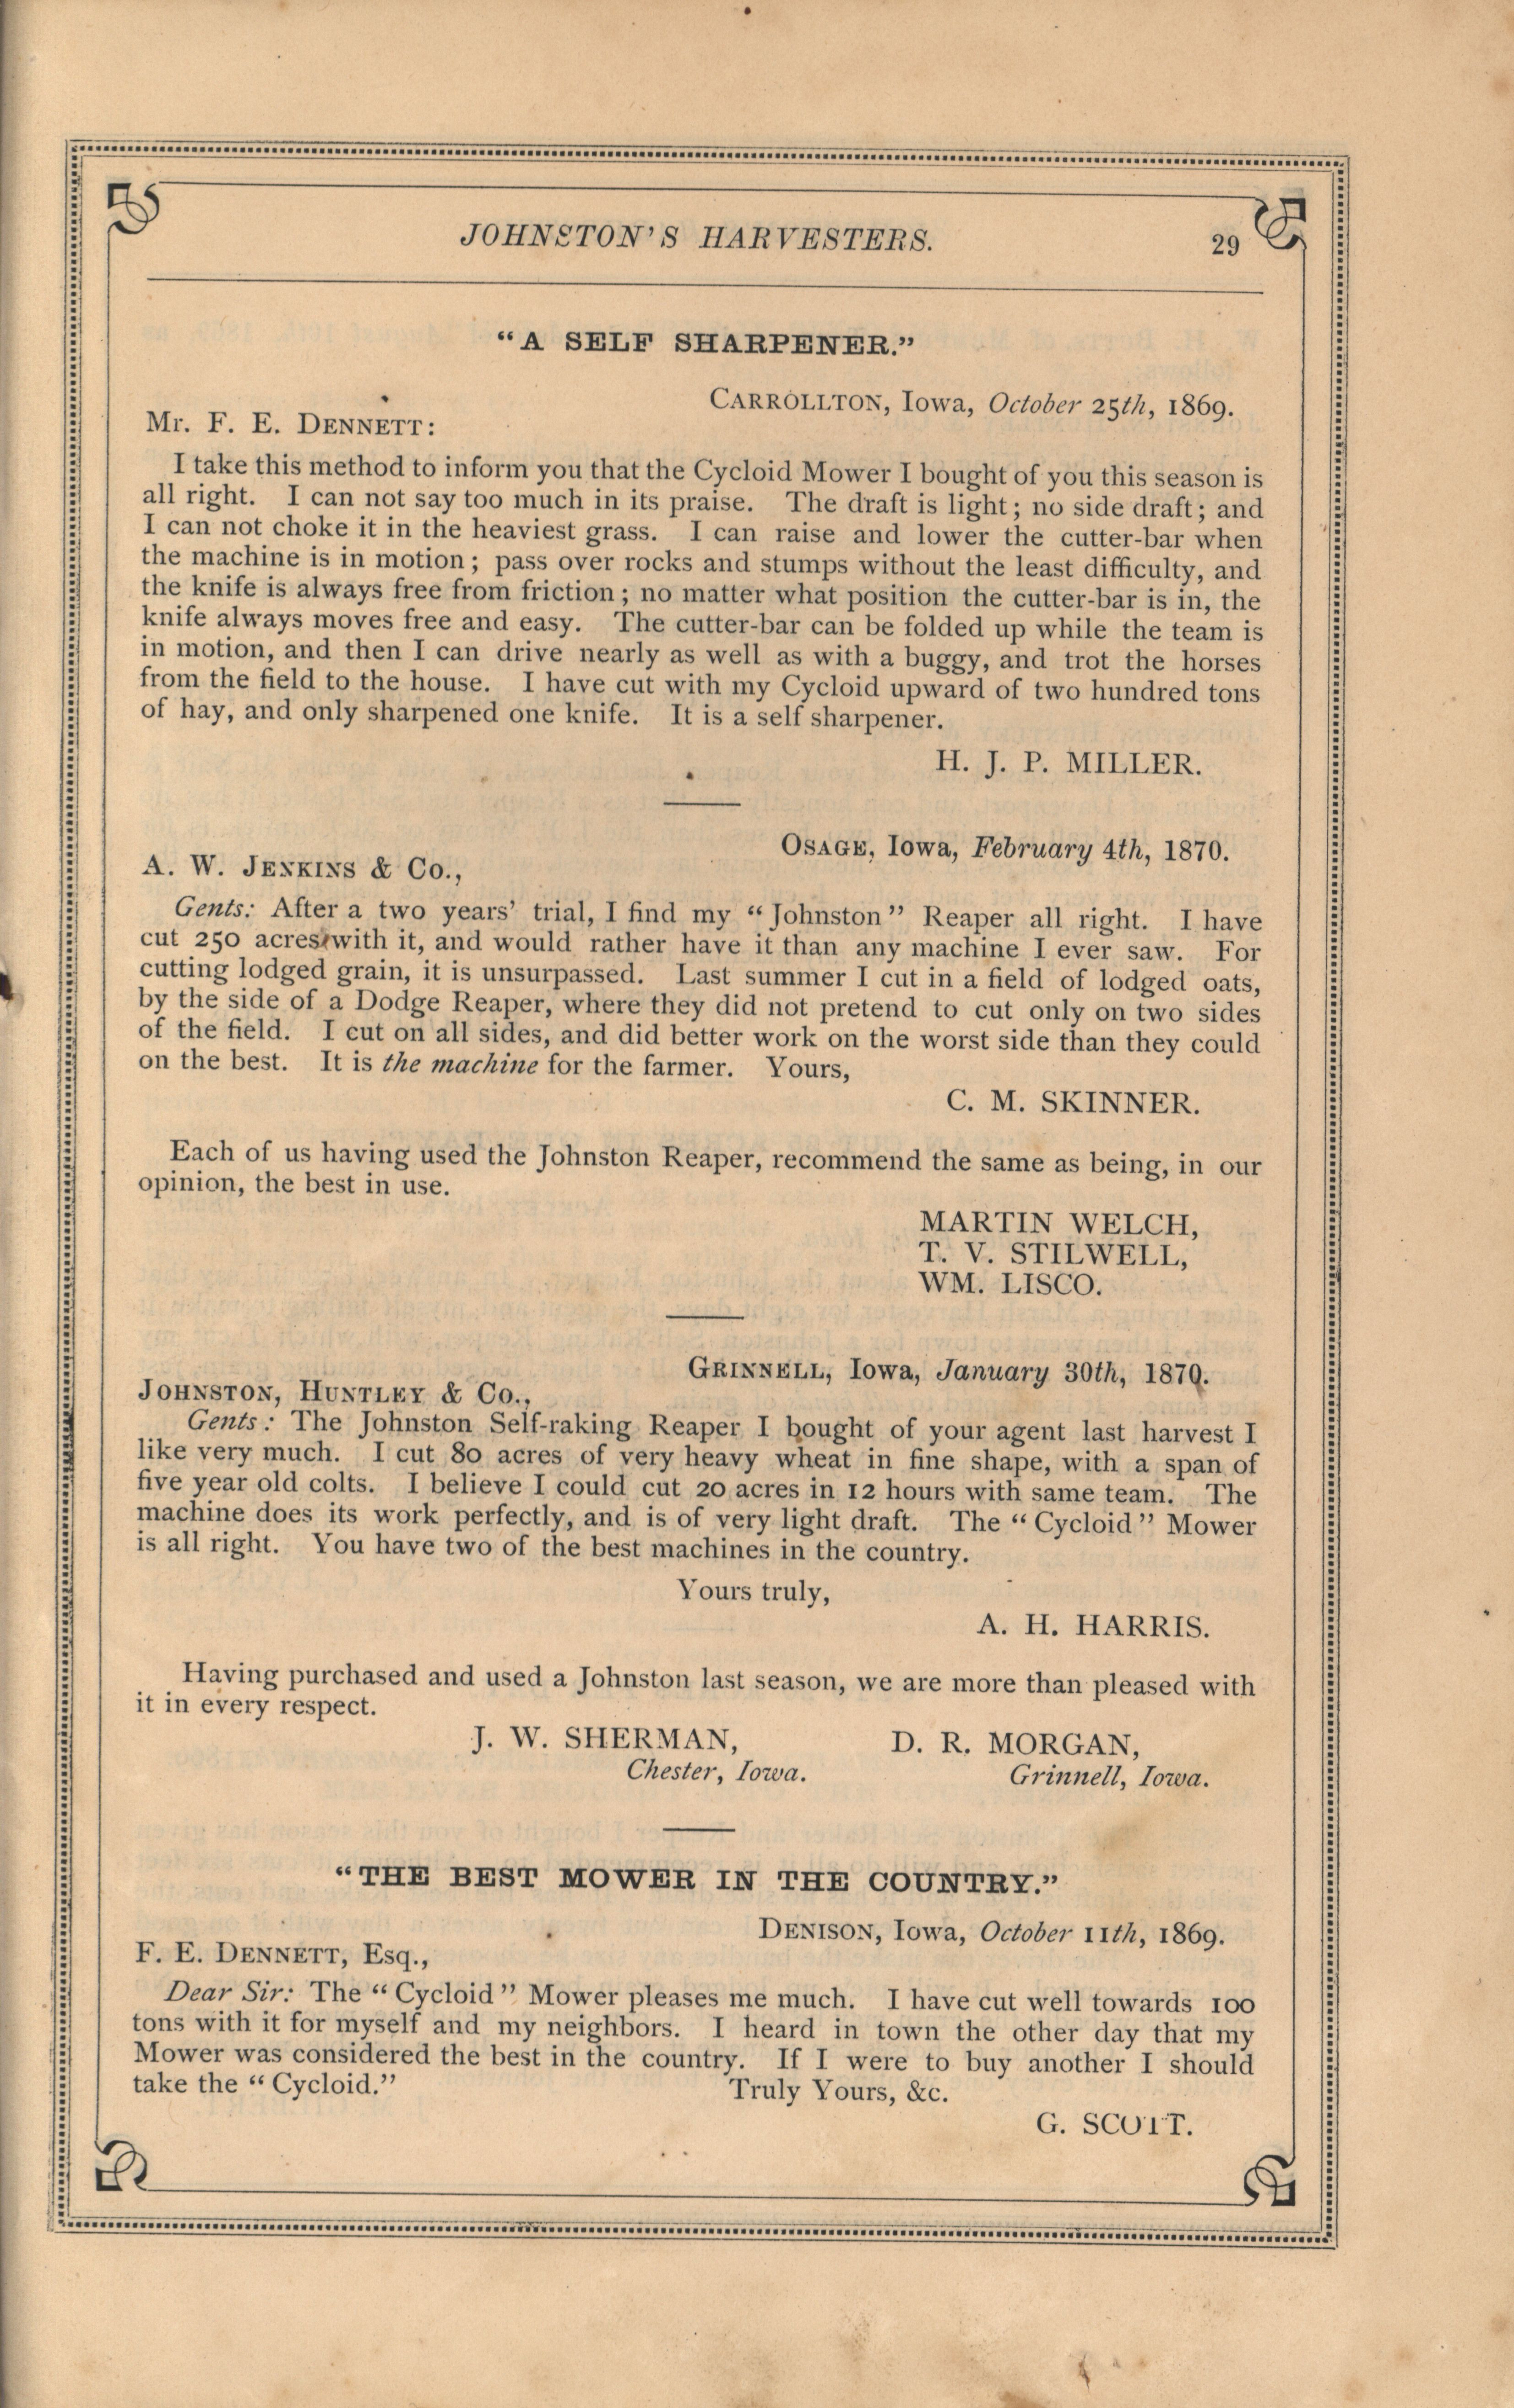 JOHNSTON'S HARVESTERS.
29
"A SELF SHARPENER."
CARROLLTON, Iowa, October 25th, 1869.
Mr. F. E. DENNETT:
I take this method to inform you that the Cycloid Mower I bought of you this season is
all right. I can not say too much in its praise. The draft is light; no side draft; and
I can not choke it in the heaviest grass. I can raise and lower the cutter-bar when
the machine is in motion; pass over rocks and stumps without the least difficulty, and
the knife is always free from friction; no matter what position the cutter-bar is in, the
knife always moves free and easy. The cutter-bar can be folded up while the team is
in motion, and then I can drive nearly as well as with a buggy, and trot the horses
from the field to the house. I have cut with my Cycloid upward of two hundred tons
of hay, and only sharpened one knife. It is a self sharpener.
H. J. P. MILLER.
OSAGE, Iowa, February 4th, 1870.
A. W. JENKINS & Co.,
Gents: After a two years' trial, I find my "Johnston" Reaper all right. I have
cut 250 acres with it, and would rather have it than any machine I ever saw. For
cutting lodged grain, it is unsurpassed. Last summer I cut in a field of lodged oats,
by the side of a Dodge Reaper, where they did not pretend to cut only on two sides
of the field. I cut on all sides, and did better work on the worst side than they could
on the best. It is the machine for the farmer. Yours,
C. M. SKINNER.
Each of us having used the Johnston Reaper, recommend the same as being, in our
opinion, the best in use.
MARTIN WELCH,
T. V. STILWELL,
WM. LISCO.
GRINNELL, Iowa, January 30th, 1870.
JOHNSTON, HUNTLEY & Co.,
Gents: The Johnston Self-raking Reaper I bought of your agent last harvest I
like very much. I cut 80 acres of very heavy wheat in fine shape, with a span of
five year old colts. I believe I could cut 20 acres in 12 hours with same team. The
machine does its work perfectly, and is of very light draft. The "Cycloid" Mower
is all right. You have two of the best machines in the country.
Yours truly,
A. H. HARRIS.
Having purchased and used a Johnston last season, we are more than pleased with
it in every respect.
J. W. SHERMAN, D. R. MORGAN,
Chester, Iowa. Grinnell, Iowa.
"THE BEST MOWER IN THE COUNTRY."
DENISON, Iowa, October 11th, 1869.
F. E. DENNETT, Esq.,
Dear Sir: The "Cycloid" Mower pleases me much. I have cut well towards 100
tons with it for myself and my neighbors. I heard in town the other day that my
Mower was considered the best in the country. If I were to buy another I should
take the "Cycloid." Truly Yours, &c.
G. SCOTT.